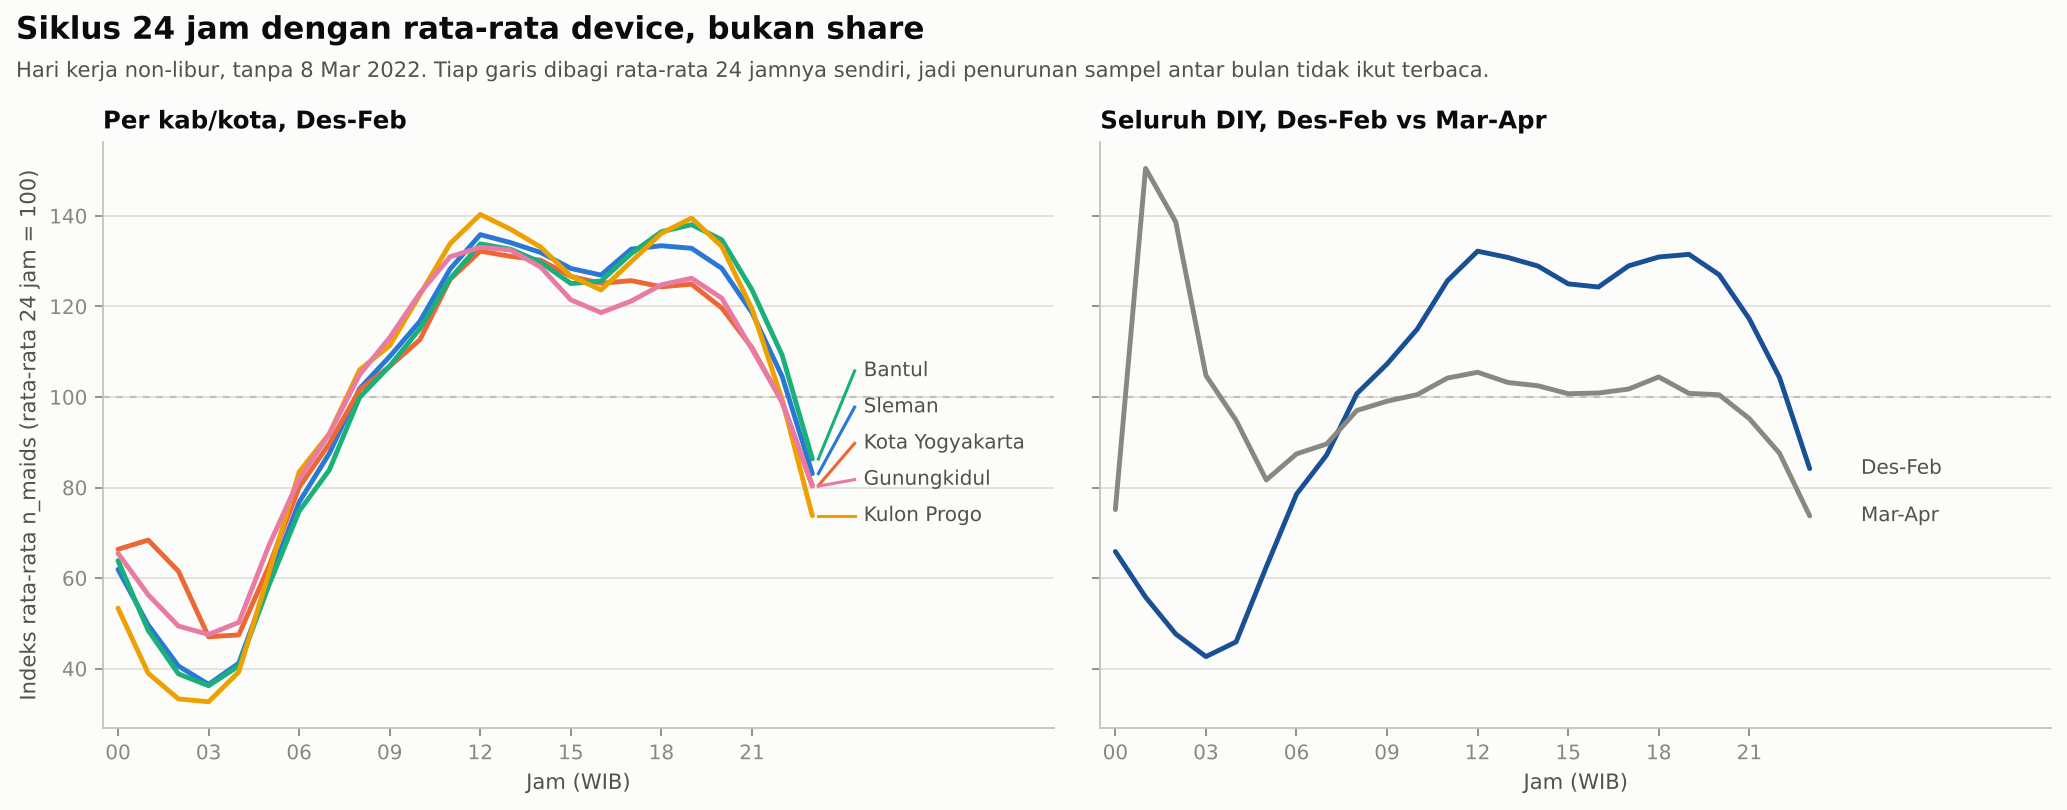 Siklus 24 jam dengan rata-rata device, bukan share
Hari kerja non-libur, tanpa 8 Mar 2022. Tiap garis dibagi rata-rata 24 jamnya sendiri, jadi penurunan sampel antar bulan tidak ikut terbaca.
Per kab/kota, Des-Feb
Indeks rata-rata n_maids (rata-rata 24 jam = 100)
140
120
100
80
60
40
Bantul
Sleman
Kota Yogyakarta
Gunungkidul
Kulon Progo
00 03 06 09 12 15 18 21
Jam (WIB)
Seluruh DIY, Des-Feb vs Mar-Apr
Des-Feb
Mar-Apr
00 03 06 09 12 15 18 21
Jam (WIB)